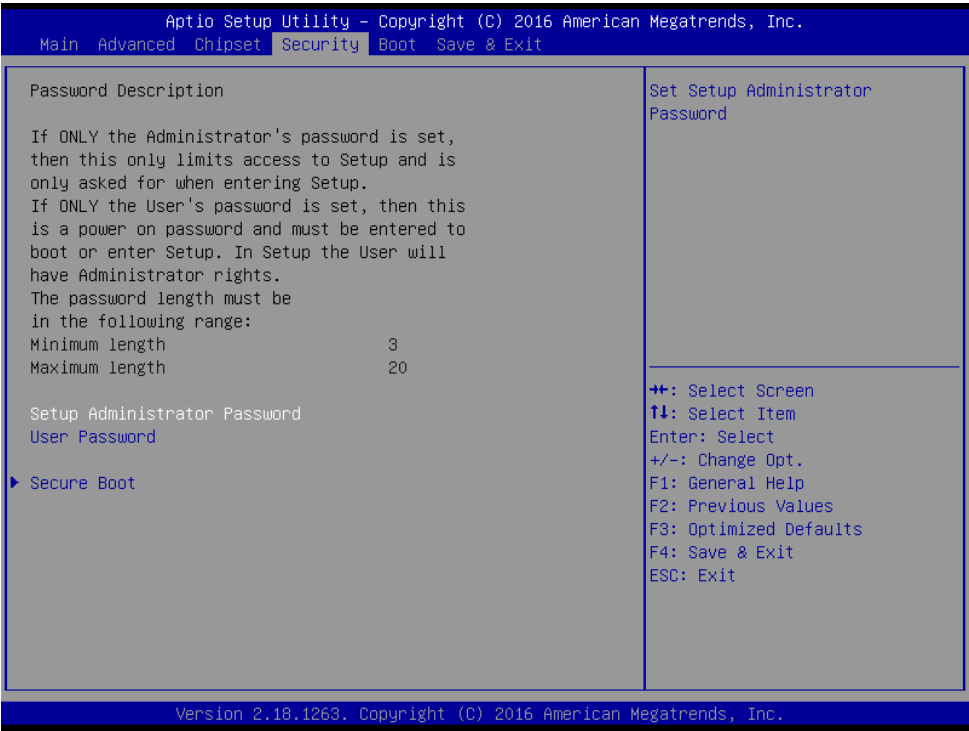 Aptio Setup Utility – Copyright (C) 2016 American Megatrends, Inc.
Main Advanced Chipset Security Boot Save & Exit
Password Description
If ONLY the Administrator's password is set,
then this only limits access to Setup and is
only asked for when entering Setup.
If ONLY the User's password is set, then this
is a power on password and must be entered to
boot or enter Setup. In Setup the User will
have Administrator rights.
The password length must be
in the following range:
Minimum length 3
Maximum length 20
Setup Administrator Password
User Password
Secure Boot
Set Setup Administrator
Password
→←: Select Screen
↑↓: Select Item
Enter: Select
+/-: Change Opt.
F1: General Help
F2: Previous Values
F3: Optimized Defaults
F4: Save & Exit
ESC: Exit
Version 2.18.1263. Copyright (C) 2016 American Megatrends, Inc.